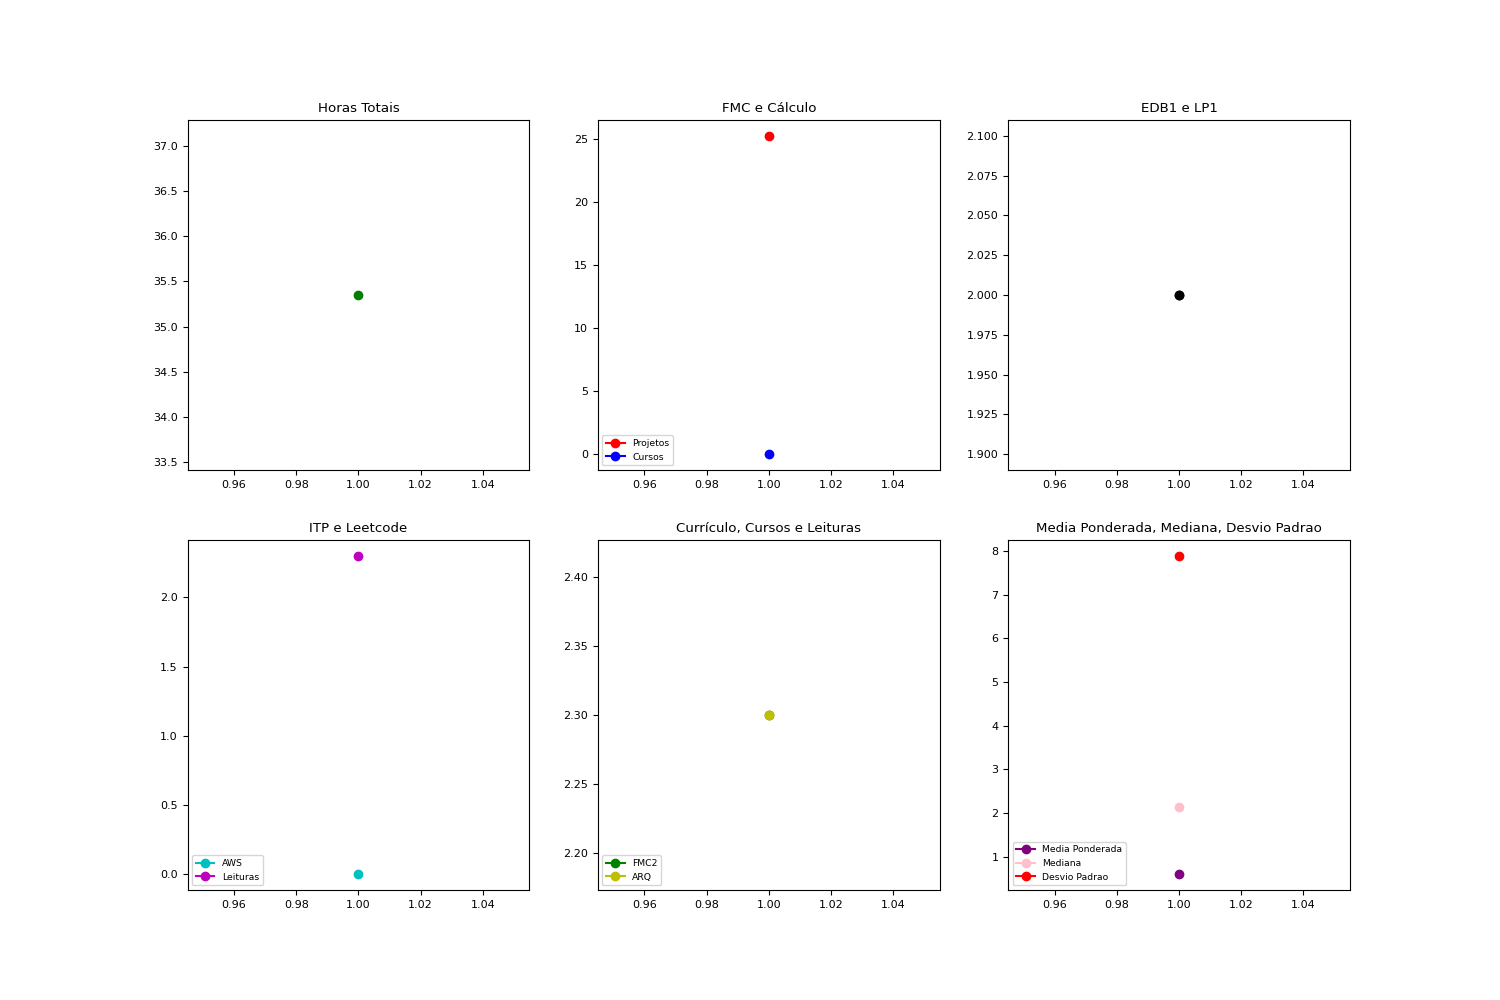 Horas Totais
37.0
36.5
36.0
35.5
35.0
34.5
34.0
33.5
0.96 0.98 1.00 1.02 1.04
FMC e Cálculo
25
20
15
10
5
0
Projetos
Cursos
0.96 0.98 1.00 1.02 1.04
EDB1 e LP1
2.100
2.075
2.050
2.025
2.000
1.975
1.950
1.925
1.900
0.96 0.98 1.00 1.02 1.04
ITP e Leetcode
2.0
1.5
1.0
0.5
0.0
AWS
Leituras
0.96 0.98 1.00 1.02 1.04
Currículo, Cursos e Leituras
2.40
2.35
2.30
2.25
2.20
FMC2
ARQ
0.96 0.98 1.00 1.02 1.04
Media Ponderada, Mediana, Desvio Padrao
8
7
6
5
4
3
2
1
Media Ponderada
Mediana
Desvio Padrao
0.96 0.98 1.00 1.02 1.04